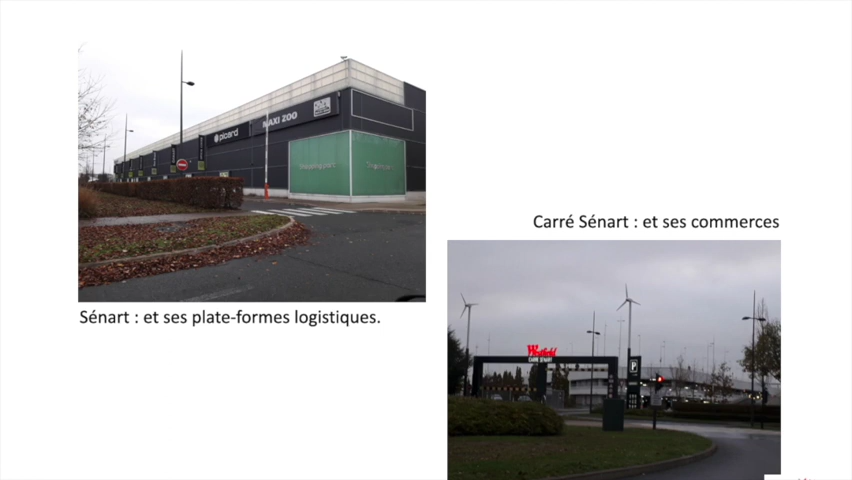 picard
MAXI ZOO
Sénart : et ses plate-formes logistiques.
Carré Sénart : et ses commerces
Westfield
CARRÉ SÉNART
P